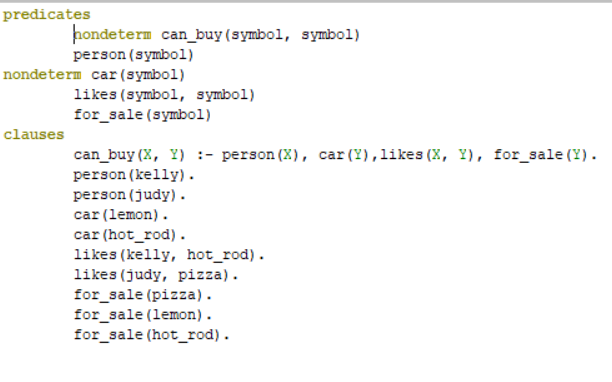 predicates
nondeterm can_buy(symbol, symbol)
person(symbol)
nondeterm car(symbol)
likes(symbol, symbol)
for_sale(symbol)
clauses
can_buy(X, Y) :- person(X), car(Y),likes(X, Y), for_sale(Y).
person(kelly).
person(judy).
car(lemon).
car(hot_rod).
likes(kelly, hot_rod).
likes(judy, pizza).
for_sale(pizza).
for_sale(lemon).
for_sale(hot_rod).